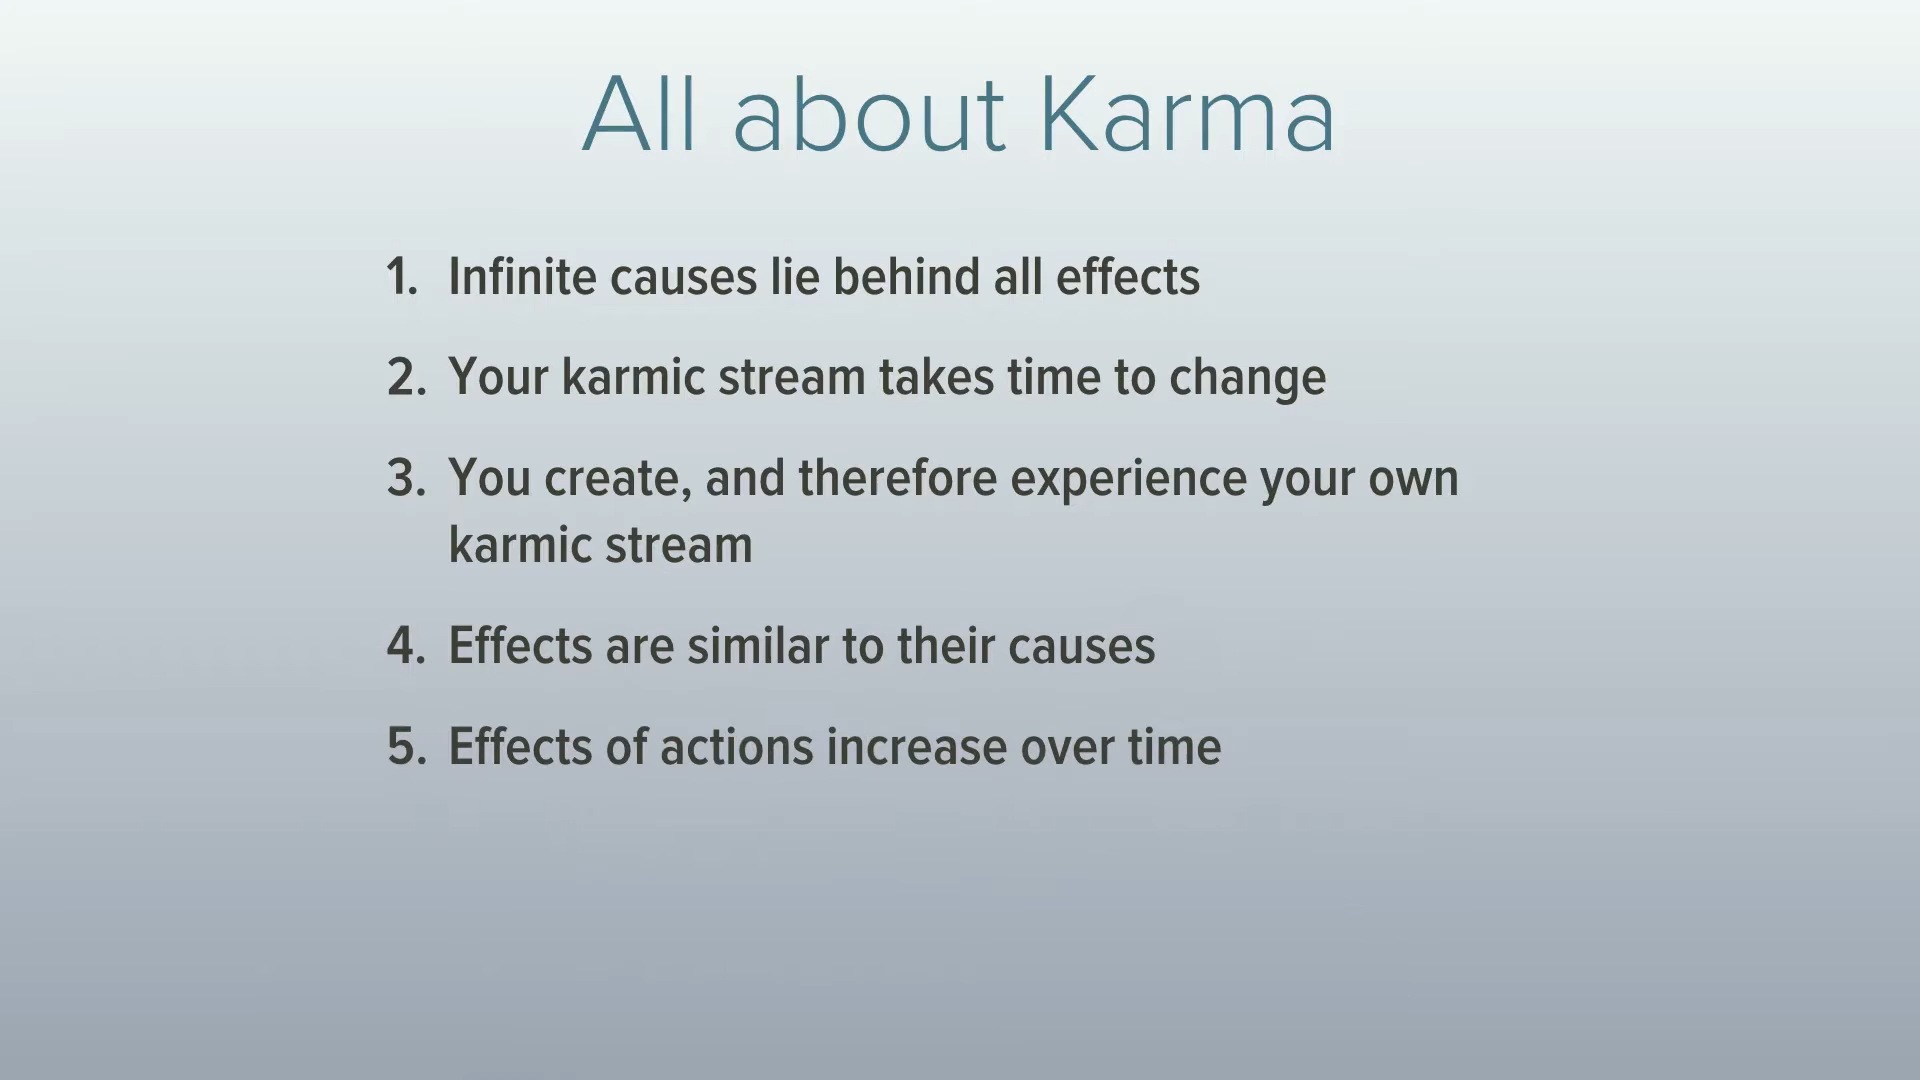 All about Karma
1. Infinite causes lie behind all effects
2. Your karmic stream takes time to change
3. You create, and therefore experience your own
karmic stream
4. Effects are similar to their causes
5. Effects of actions increase over time